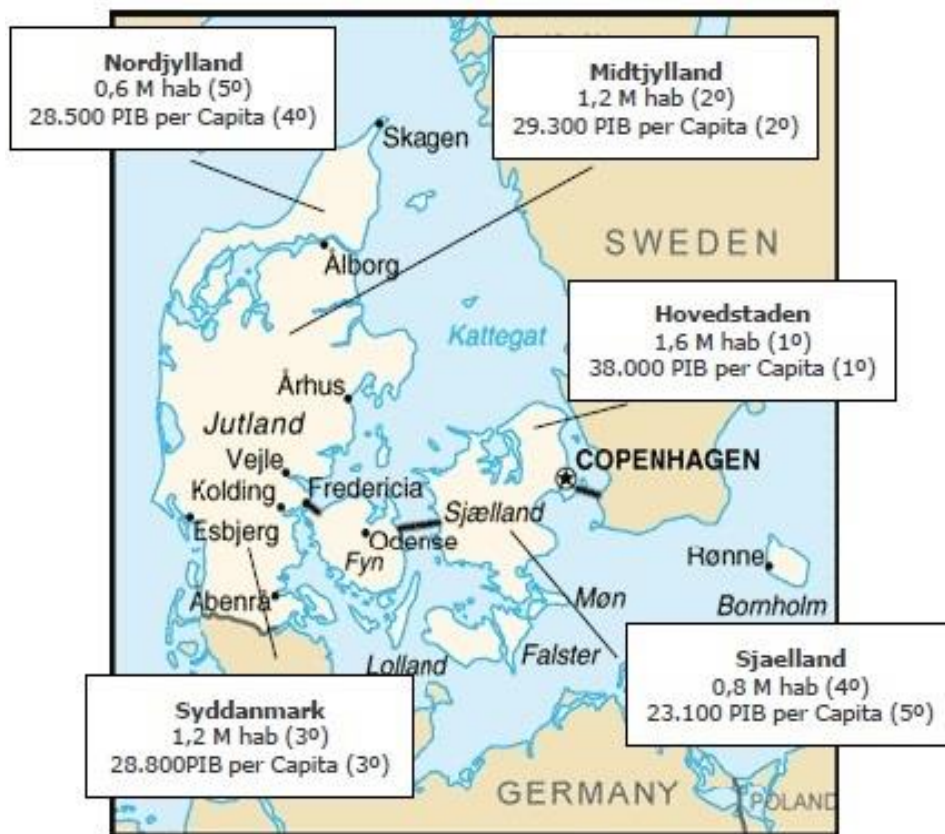 Nordjylland
0,6 M hab (5º)
28.500 PIB per Capita (4º)
Midtjylland
1,2 M hab (2º)
29.300 PIB per Capita (2º)
Skagen
SWEDEN
Ålborg
Hovedstaden
1,6 M hab (1º)
38.000 PIB per Capita (1º)
Kattegat
Århus
Jutland
Vejle
COPENHAGEN
Kolding
Fredericia
Sjælland
Esbjerg
Odense
Fyn
Rønne
Åbenrå
Møn
Bornholm
Lolland
Falster
Sjaelland
0,8 M hab (4º)
23.100 PIB per Capita (5º)
Syddanmark
1,2 M hab (3º)
28.800PIB per Capita (3º)
GERMANY
POLAND